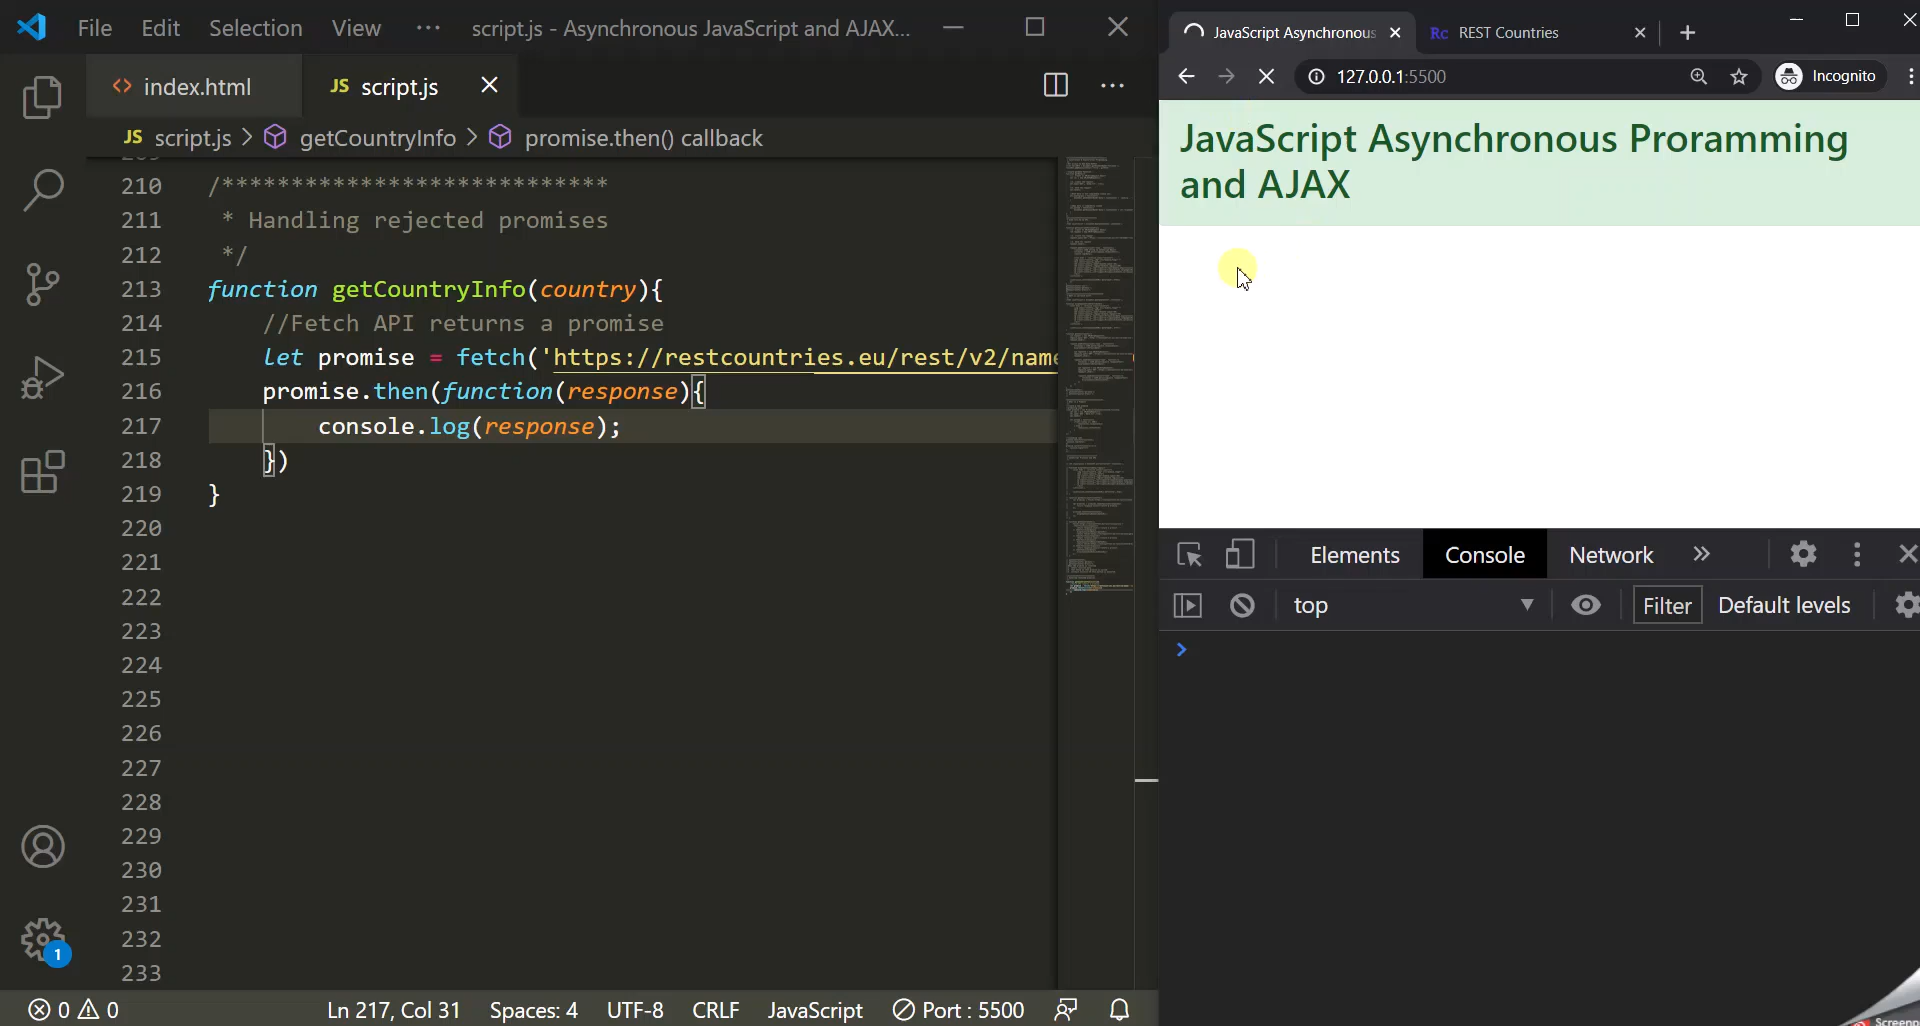 File Edit Selection View ··· script.js - Asynchronous JavaScript and AJAX...
index.html JS script.js
JS script.js > getCountryInfo > promise.then() callback
210 /****************************
211 * Handling rejected promises
212 */
213 function getCountryInfo(country){
214 //Fetch API returns a promise
215 let promise = fetch('https://restcountries.eu/rest/v2/name
216 promise.then(function(response){
217 console.log(response);
218 })
219 }
220
221
222
223
224
225
226
227
228
229
230
231
232
233
1
0 0 Ln 217, Col 31 Spaces: 4 UTF-8 CRLF JavaScript Port : 5500
JavaScript Asynchronous Rc REST Countries
127.0.0.1:5500 Incognito
JavaScript Asynchronous Proramming
and AJAX
Elements Console Network
top Filter Default levels